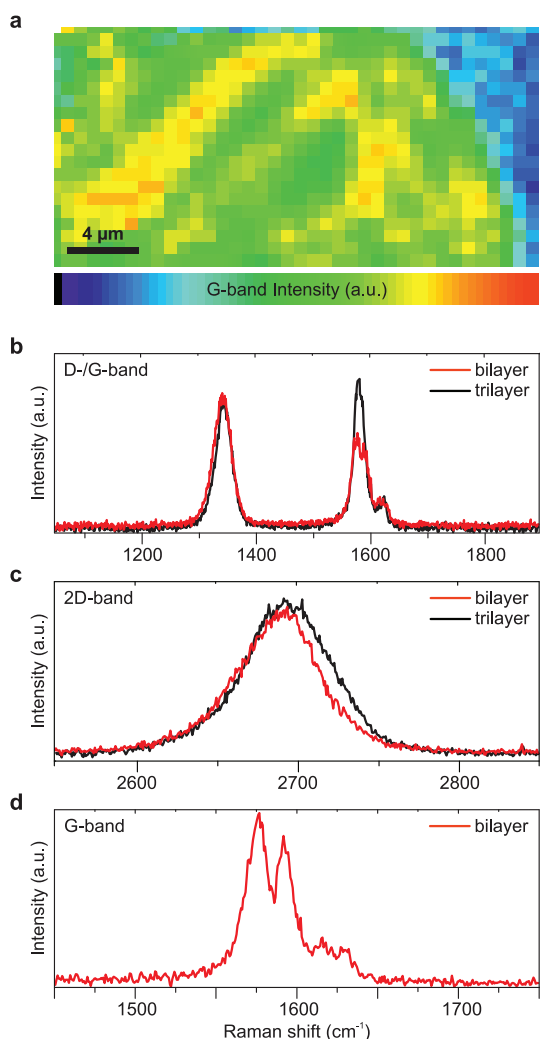 a
4 µm
G-band Intensity (a.u.)
b
D-/G-band
bilayer
trilayer
Intensity (a.u.)
1200 1400 1600 1800
c
2D-band
bilayer
trilayer
Intensity (a.u.)
2600 2700 2800
d
G-band
bilayer
Intensity (a.u.)
1500 1600 1700
Raman shift (cm⁻¹)